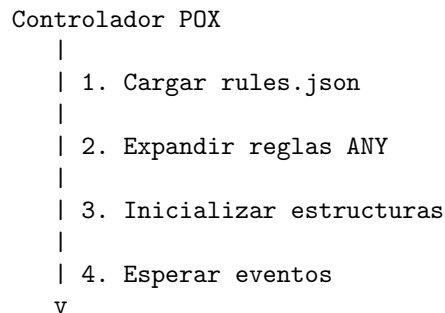 Controlador POX
|
| 1. Cargar rules.json
|
| 2. Expandir reglas ANY
|
| 3. Inicializar estructuras
|
| 4. Esperar eventos
v